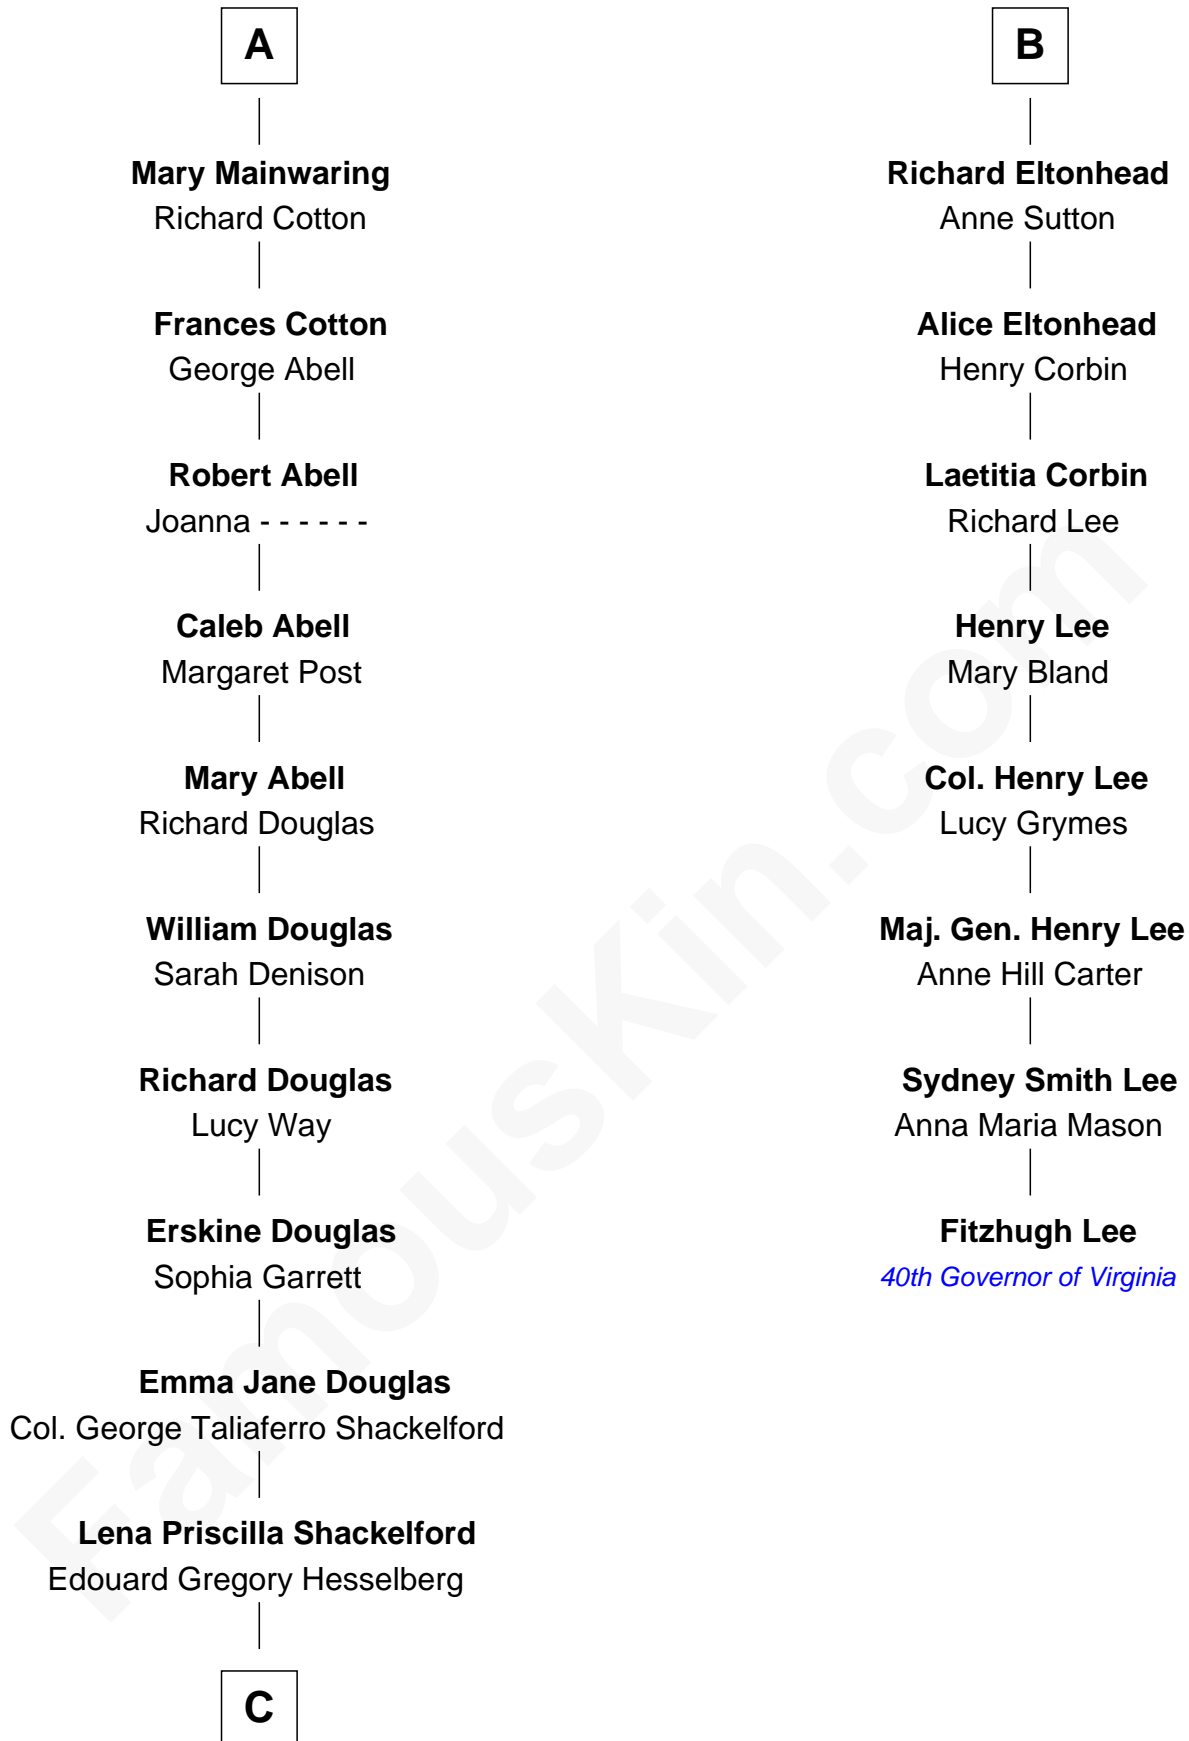 A
Mary Mainwaring
Richard Cotton
Frances Cotton
George Abell
Robert Abell
Joanna - - - - - -
Caleb Abell
Margaret Post
Mary Abell
Richard Douglas
William Douglas
Sarah Denison
Richard Douglas
Lucy Way
Erskine Douglas
Sophia Garrett
Emma Jane Douglas
Col. George Taliaferro Shackelford
Lena Priscilla Shackelford
Edouard Gregory Hesselberg
C
B
Richard Eltonhead
Anne Sutton
Alice Eltonhead
Henry Corbin
Laetitia Corbin
Richard Lee
Henry Lee
Mary Bland
Col. Henry Lee
Lucy Grymes
Maj. Gen. Henry Lee
Anne Hill Carter
Sydney Smith Lee
Anna Maria Mason
Fitzhugh Lee
40th Governor of Virginia
FamousKin.com